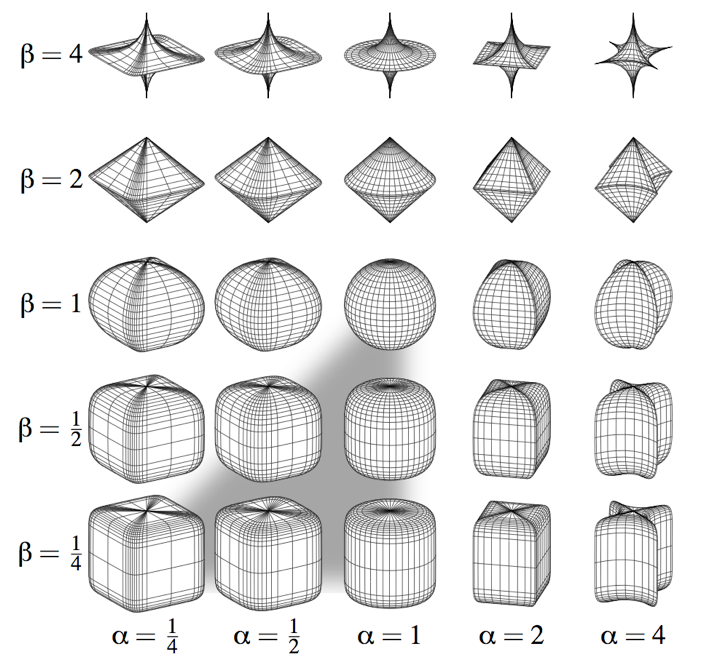 β = 4
β = 2
β = 1
β = 1/2
β = 1/4
α = 1/4 α = 1/2 α = 1 α = 2 α = 4